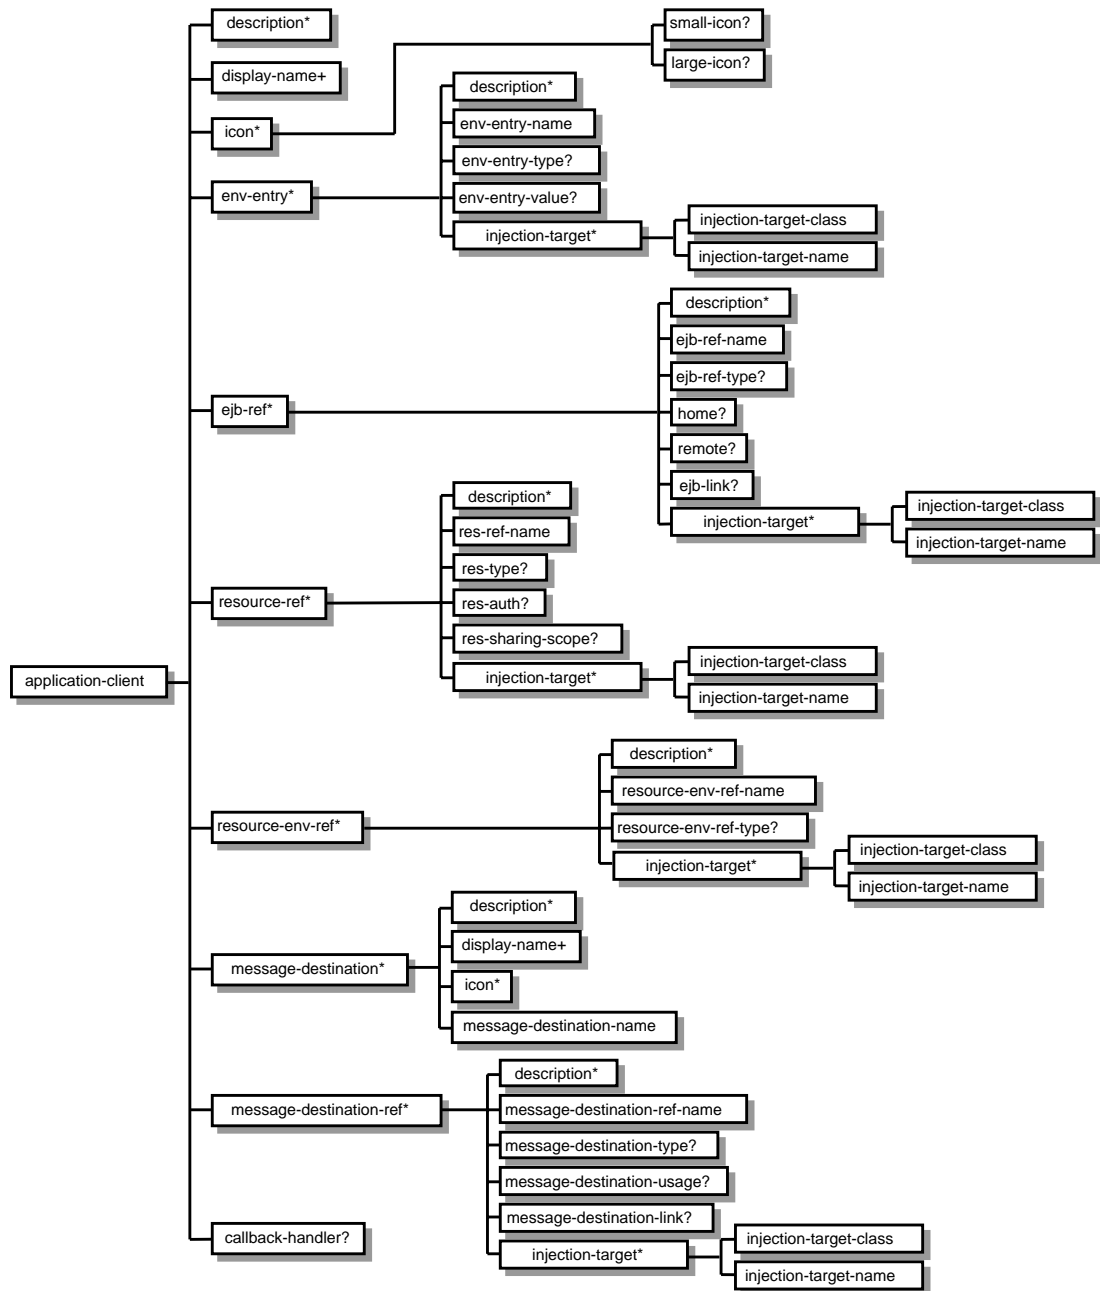 description*
small-icon?
large-icon?
display-name+
description*
icon*
env-entry-name
env-entry-type?
env-entry*
env-entry-value?
injection-target*
injection-target-class
injection-target-name
description*
ejb-ref-name
ejb-ref-type?
ejb-ref*
home?
remote?
ejb-link?
injection-target*
injection-target-class
injection-target-name
description*
res-ref-name
res-type?
resource-ref*
res-auth?
res-sharing-scope?
injection-target*
injection-target-class
injection-target-name
application-client
description*
resource-env-ref-name
resource-env-ref*
resource-env-ref-type?
injection-target*
injection-target-class
injection-target-name
description*
display-name+
message-destination*
icon*
message-destination-name
description*
message-destination-ref*
message-destination-ref-name
message-destination-type?
message-destination-usage?
message-destination-link?
callback-handler?
injection-target*
injection-target-class
injection-target-name